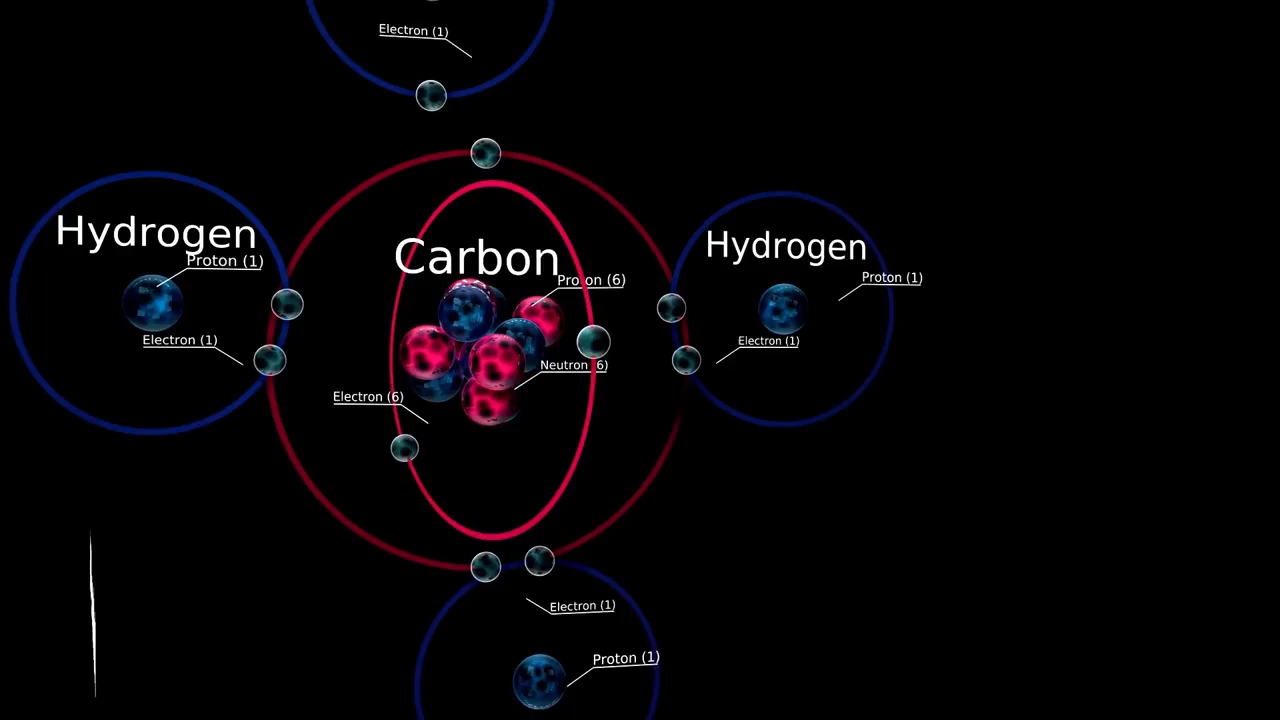 Electron (1)
Hydrogen
Proton (1)
Electron (1)
Carbon
Proton (6)
Neutron (6)
Electron (6)
Hydrogen
Proton (1)
Electron (1)
Electron (1)
Proton (1)